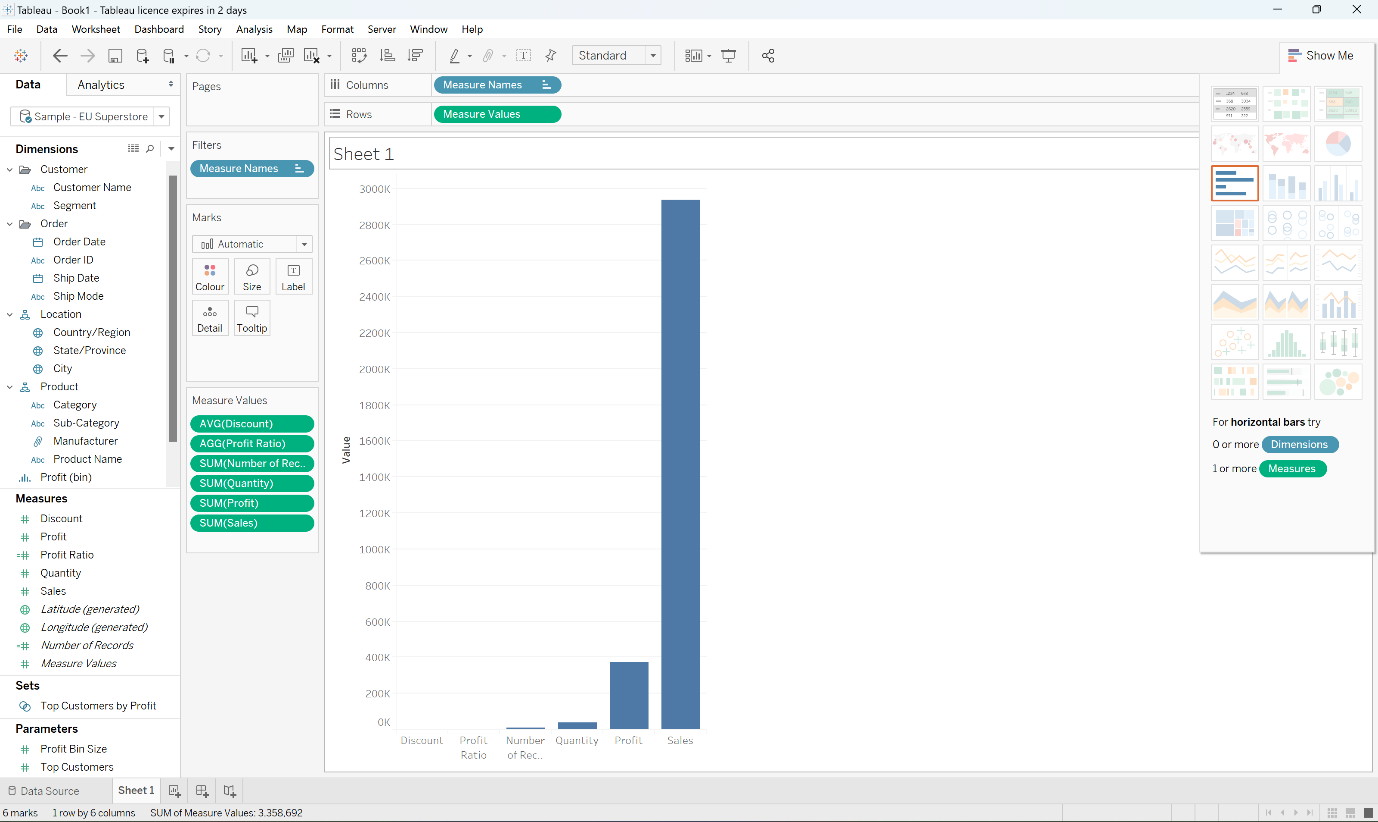 Tableau - Book1 - Tableau licence expires in 2 days
File Data Worksheet Dashboard Story Analysis Map Format Server Window Help
Standard
Show Me
Data Analytics
Sample - EU Superstore
Dimensions
Customer
Abc Customer Name
Abc Segment
Order
Order Date
Abc Order ID
Ship Date
Abc Ship Mode
Location
Country/Region
State/Province
City
Product
Abc Category
Abc Sub-Category
Manufacturer
Abc Product Name
Profit (bin)
Measures
# Discount
# Profit
=# Profit Ratio
# Quantity
# Sales
Latitude (generated)
Longitude (generated)
=# Number of Records
# Measure Values
Sets
Top Customers by Profit
Parameters
# Profit Bin Size
# Top Customers
Pages
Filters
Measure Names
Marks
Automatic
Colour Size Label
Detail Tooltip
Measure Values
AVG(Discount)
AGG(Profit Ratio)
SUM(Number of Rec..
SUM(Quantity)
SUM(Profit)
SUM(Sales)
Columns Measure Names
Rows Measure Values
Sheet 1
3000K
2800K
2600K
2400K
2200K
2000K
1800K
1600K
1400K
1200K
1000K
800K
600K
400K
200K
0K
Value
Discount Profit Ratio Number of Rec.. Quantity Profit Sales
For horizontal bars try
0 or more Dimensions
1 or more Measures
Data Source Sheet 1
6 marks 1 row by 6 columns SUM of Measure Values: 3.358,692